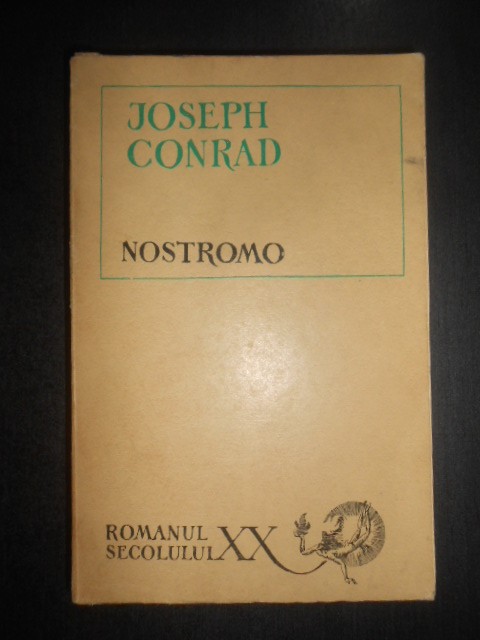 JOSEPH
CONRAD
NOSTROMO
ROMANUL
SECOLULUI XX